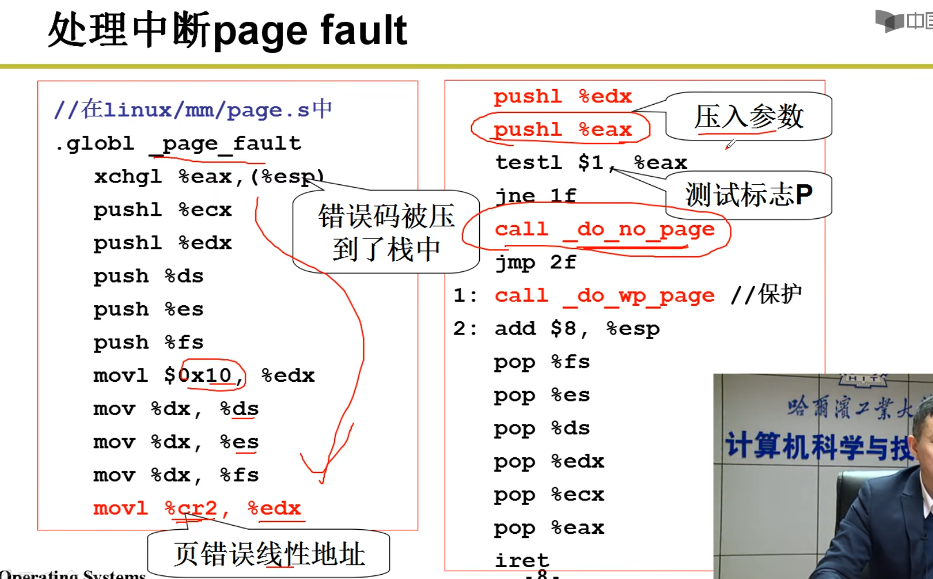 处理中断page fault
中国
//在linux/mm/page.s中
.globl _page_fault
xchgl %eax,(%esp)
pushl %ecx
pushl %edx
push %ds
push %es
push %fs
movl $0x10, %edx
mov %dx, %ds
mov %dx, %es
mov %dx, %fs
movl %cr2, %edx
错误码被压
到了栈中
页错误线性地址
pushl %edx
pushl %eax
testl $1, %eax
jne 1f
call _do_no_page
jmp 2f
1: call _do_wp_page //保护
2: add $8, %esp
pop %fs
pop %es
pop %ds
pop %edx
pop %ecx
pop %eax
iret
压入参数
测试标志P
哈爾濱工業大
计算机科学与技
Operating Systems
-8-